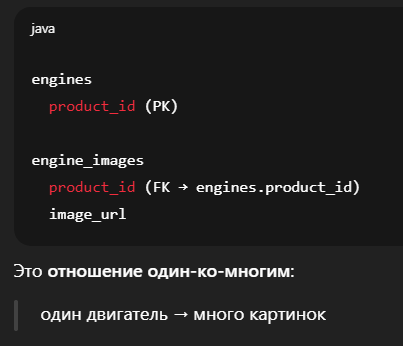 java
engines
product_id (PK)
engine_images
product_id (FK → engines.product_id)
image_url
Это отношение один-ко-многим:
один двигатель → много картинок